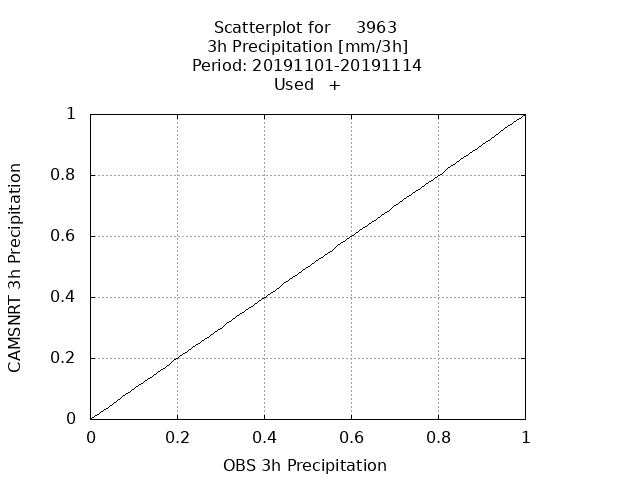 Scatterplot for 3963
3h Precipitation [mm/3h]
Period: 20191101-20191114
Used +
1
0.8
0.6
0.4
0.2
0
CAMSNRT 3h Precipitation
0 0.2 0.4 0.6 0.8 1
OBS 3h Precipitation